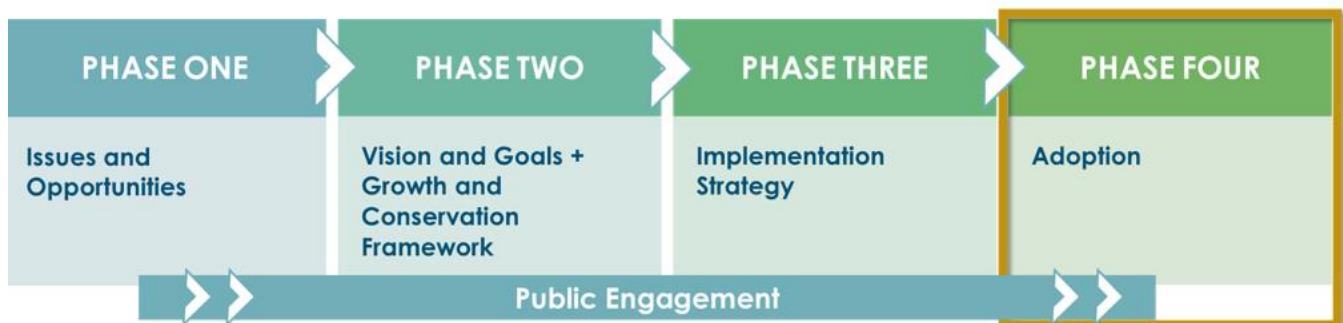 PHASE ONE
PHASE TWO
PHASE THREE
PHASE FOUR
Issues and
Opportunities
Vision and Goals +
Growth and
Conservation
Framework
Implementation
Strategy
Adoption
Public Engagement